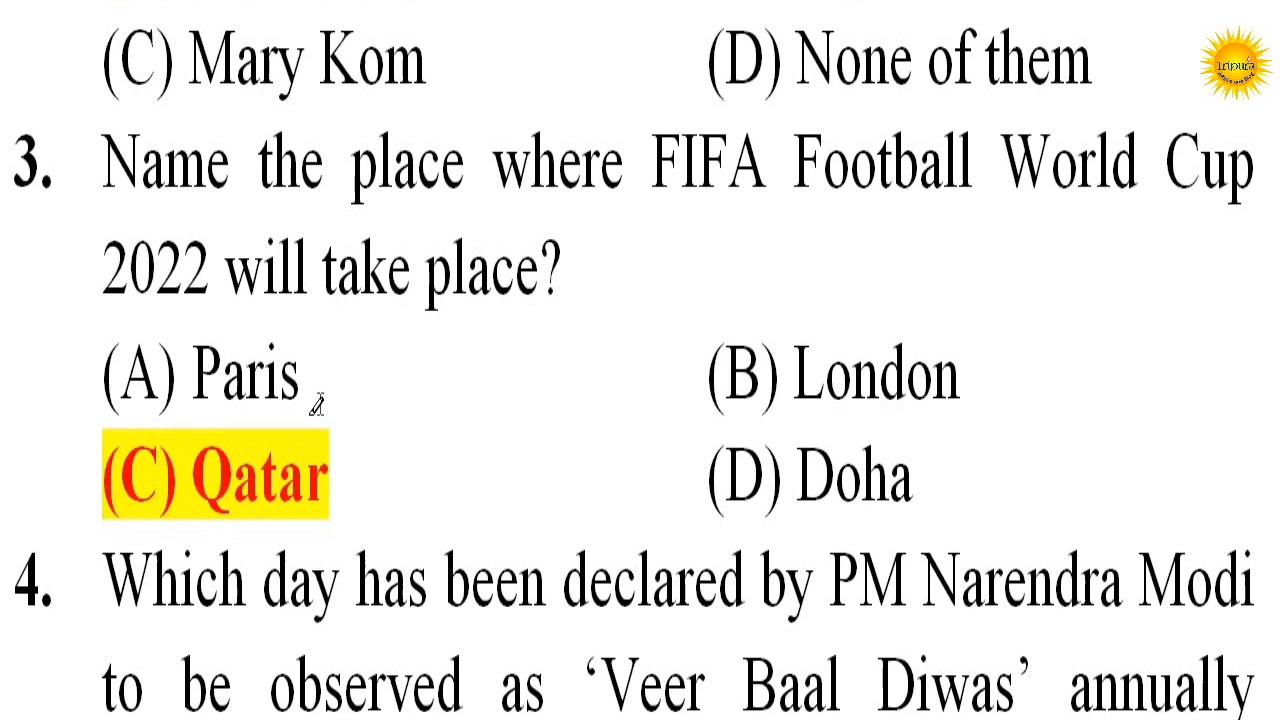 (C) Mary Kom (D) None of them
Tripura
3. Name the place where FIFA Football World Cup
2022 will take place?
(A) Paris (B) London
(C) Qatar (D) Doha
4. Which day has been declared by PM Narendra Modi
to be observed as ‘Veer Baal Diwas’ annually